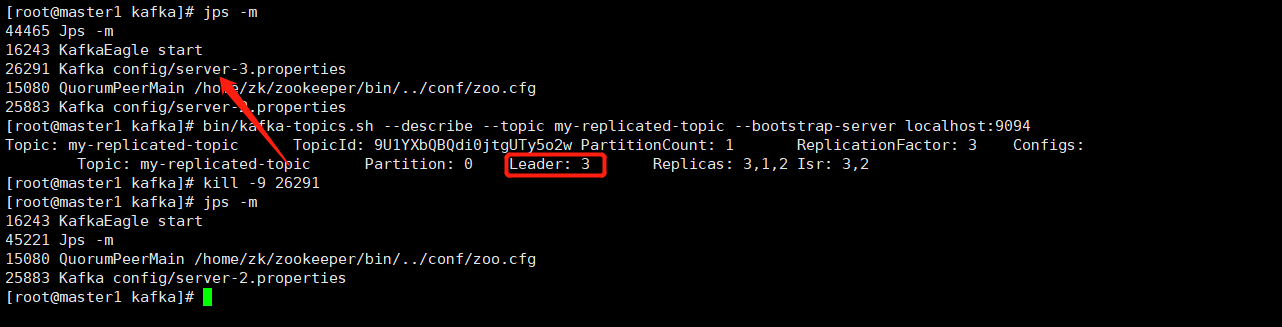 [root@master1 kafka]# jps -m
44465 Jps -m
16243 KafkaEagle start
26291 Kafka config/server-3.properties
15080 QuorumPeerMain /home/zk/zookeeper/bin/../conf/zoo.cfg
25883 Kafka config/server-2.properties
[root@master1 kafka]# bin/kafka-topics.sh --describe --topic my-replicated-topic --bootstrap-server localhost:9094
Topic: my-replicated-topic TopicId: 9U1YXbQBQdi0jtgUTy5o2w PartitionCount: 1 ReplicationFactor: 3 Configs:
Topic: my-replicated-topic Partition: 0 Leader: 3 Replicas: 3,1,2 Isr: 3,2
[root@master1 kafka]# kill -9 26291
[root@master1 kafka]# jps -m
16243 KafkaEagle start
45221 Jps -m
15080 QuorumPeerMain /home/zk/zookeeper/bin/../conf/zoo.cfg
25883 Kafka config/server-2.properties
[root@master1 kafka]#